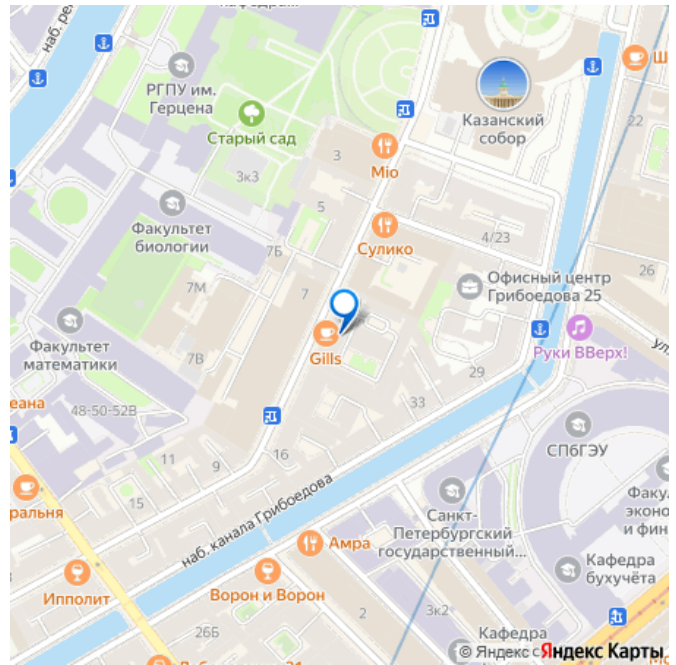 кафедра...
наб. ре
РГПУ им.
Герцена
Старый сад
Казанский
собор
Ш
22
3
Mio
3к3
5
Факультет
биологии
7Б
Сулико
4/23
26
7М
7
Офисный центр
Грибоедова 25
Gills
Руки ВВерх!
ул.
Факультет
математики
7В
29
33
еана
48-50-52В
11
9
16
СПбГЭУ
15
ральня
наб. канала Грибоедова
Санкт-
Петербургский
государственный...
Факу
эконо
и фин
Амра
Кафедра
бухучёта
Ипполит
Ворон и Ворон
2
3к2
26Б
Кафедра
© Яндекс с
Яндекс Карты